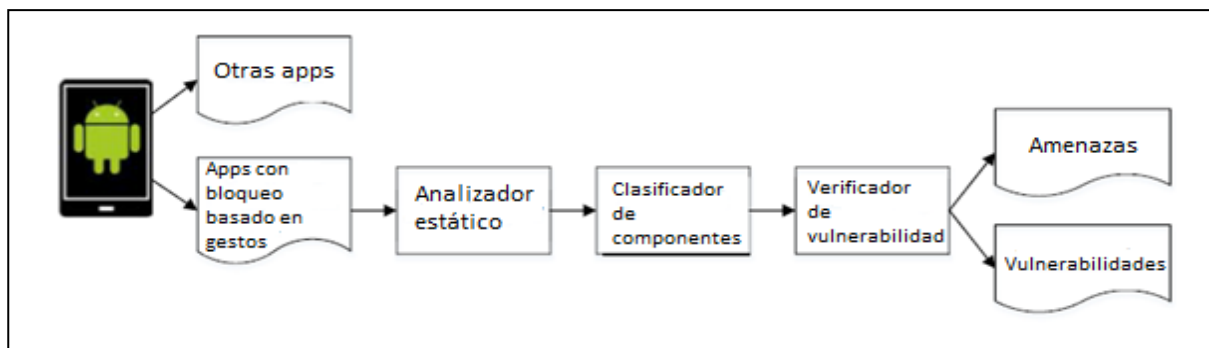 Otras apps
Apps con
bloqueo
basado en
gestos
Analizador
estático
Clasificador
de
componentes
Verificador
de
vulnerabilidad
Amenazas
Vulnerabilidades